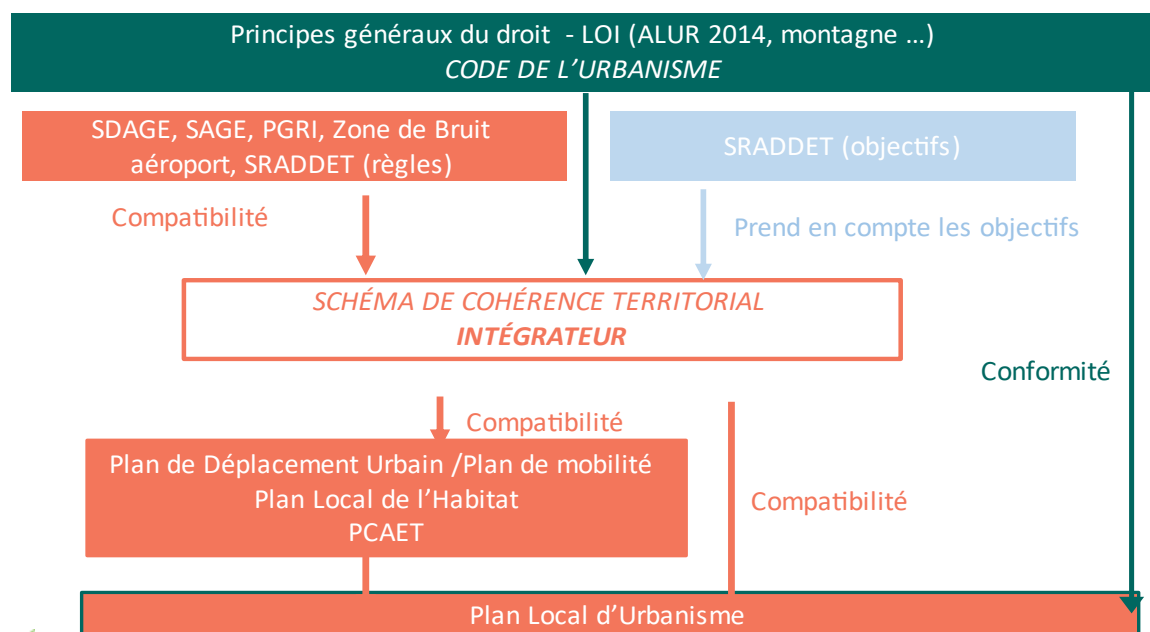 Principes généraux du droit - LOI (ALUR 2014, montagne …)
CODE DE L'URBANISME
SDAGE, SAGE, PGRI, Zone de Bruit
aéroport, SRADDET (règles)
SRADDET (objectifs)
Compatibilité
Prend en compte les objectifs
SCHÉMA DE COHÉRENCE TERRITORIAL
INTÉGRATEUR
Conformité
Compatibilité
Plan de Déplacement Urbain /Plan de mobilité
Plan Local de l'Habitat
PCAET
Compatibilité
Plan Local d'Urbanisme